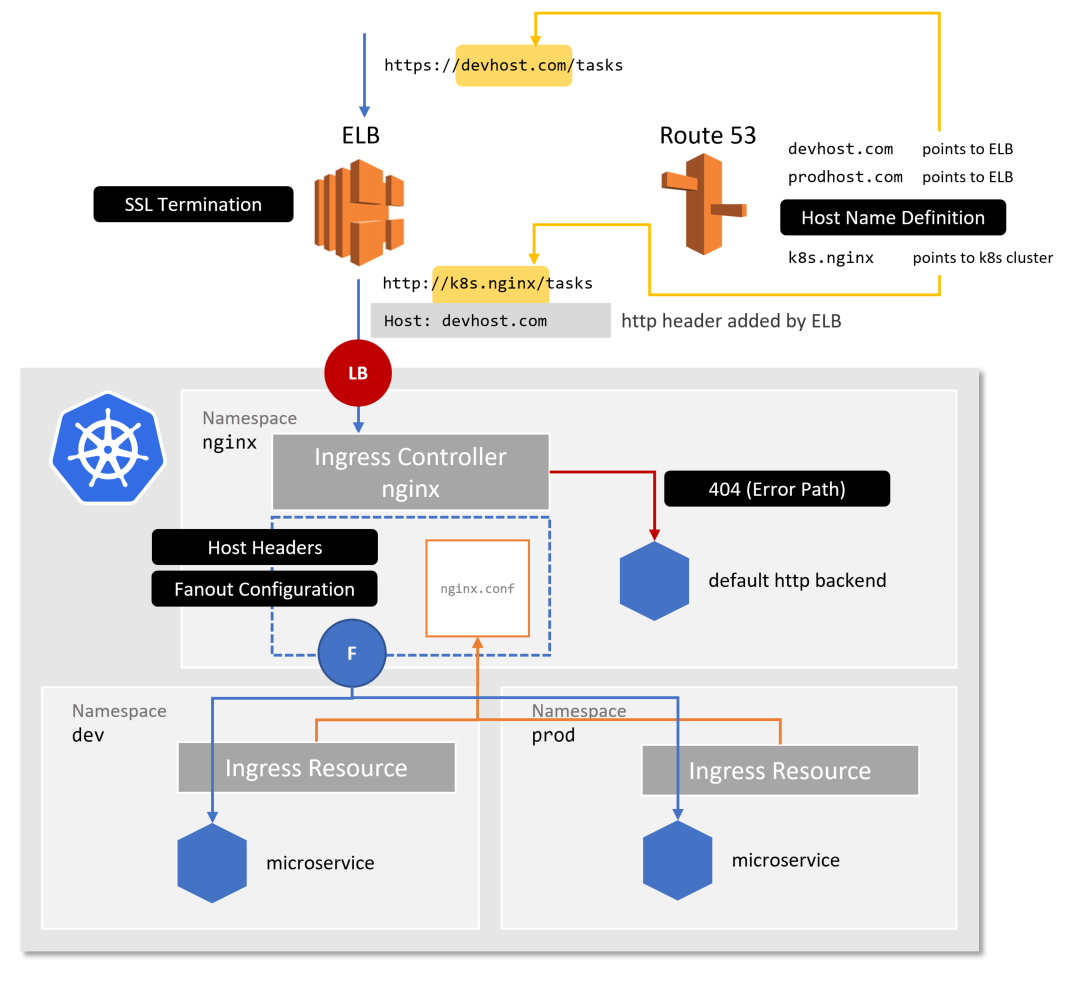 https://devhost.com/tasks
ELB
Route 53
devhost.com points to ELB
prodhost.com points to ELB
SSL Termination
Host Name Definition
k8s.nginx points to k8s cluster
http://k8s.nginx/tasks
Host: devhost.com
http header added by ELB
LB
Namespace
nginx
Ingress Controller
nginx
404 (Error Path)
Host Headers
Fanout Configuration
nginx.conf
default http backend
F
Namespace
dev
Ingress Resource
microservice
Namespace
prod
Ingress Resource
microservice